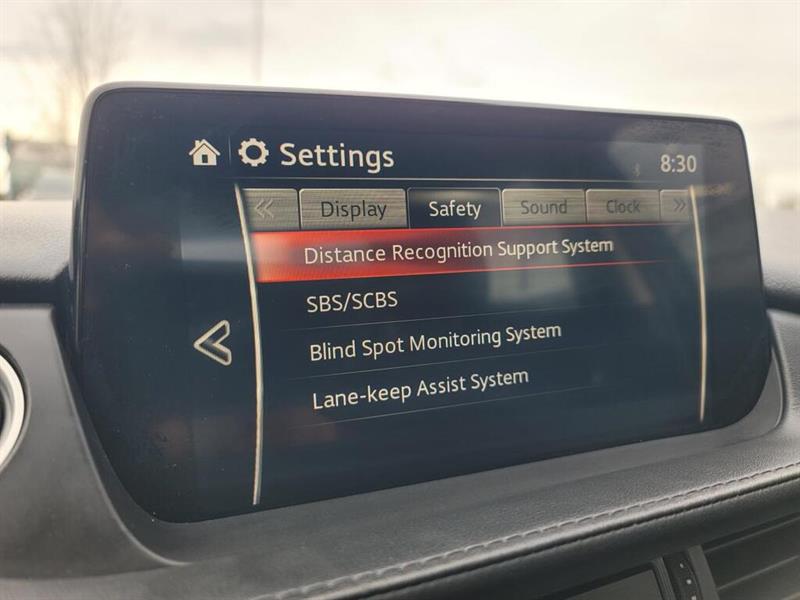 Settings
8:30
Display
Safety
Sound
Clock
Distance Recognition Support System
SBS/SCBS
Blind Spot Monitoring System
Lane-keep Assist System